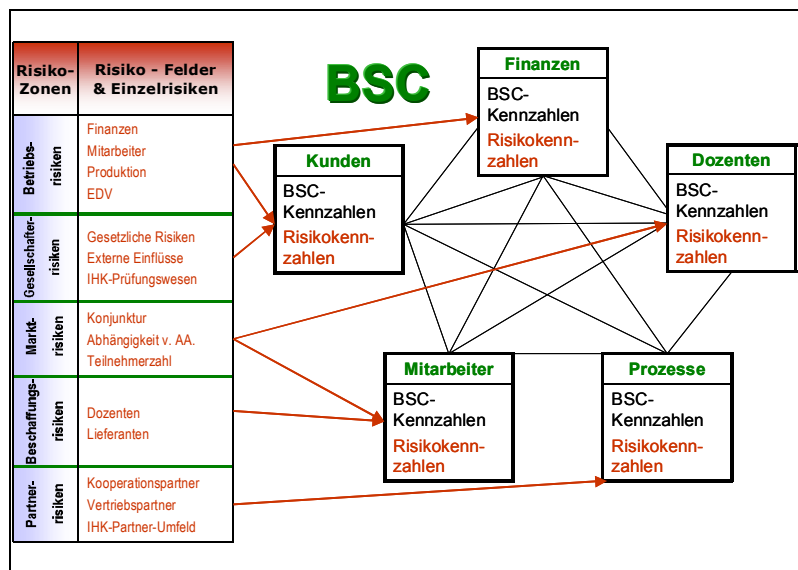 Risiko-
Zonen
Risiko - Felder
& Einzelrisiken
Betriebs-
risiken
Finanzen
Mitarbeiter
Produktion
EDV
Gesellschafter-
risiken
Gesetzliche Risiken
Externe Einflüsse
IHK-Prüfungswesen
Markt-
risiken
Konjunktur
Abhängigkeit v. AA.
Teilnehmerzahl
Beschaffungs-
risiken
Dozenten
Lieferanten
Partner-
risiken
Kooperationspartner
Vertriebspartner
IHK-Partner-Umfeld
BSC
Finanzen
BSC-
Kennzahlen
Risikokenn-
zahlen
Kunden
BSC-
Kennzahlen
Risikokenn-
zahlen
Dozenten
BSC-
Kennzahlen
Risikokenn-
zahlen
Mitarbeiter
BSC-
Kennzahlen
Risikokenn-
zahlen
Prozesse
BSC-
Kennzahlen
Risikokenn-
zahlen